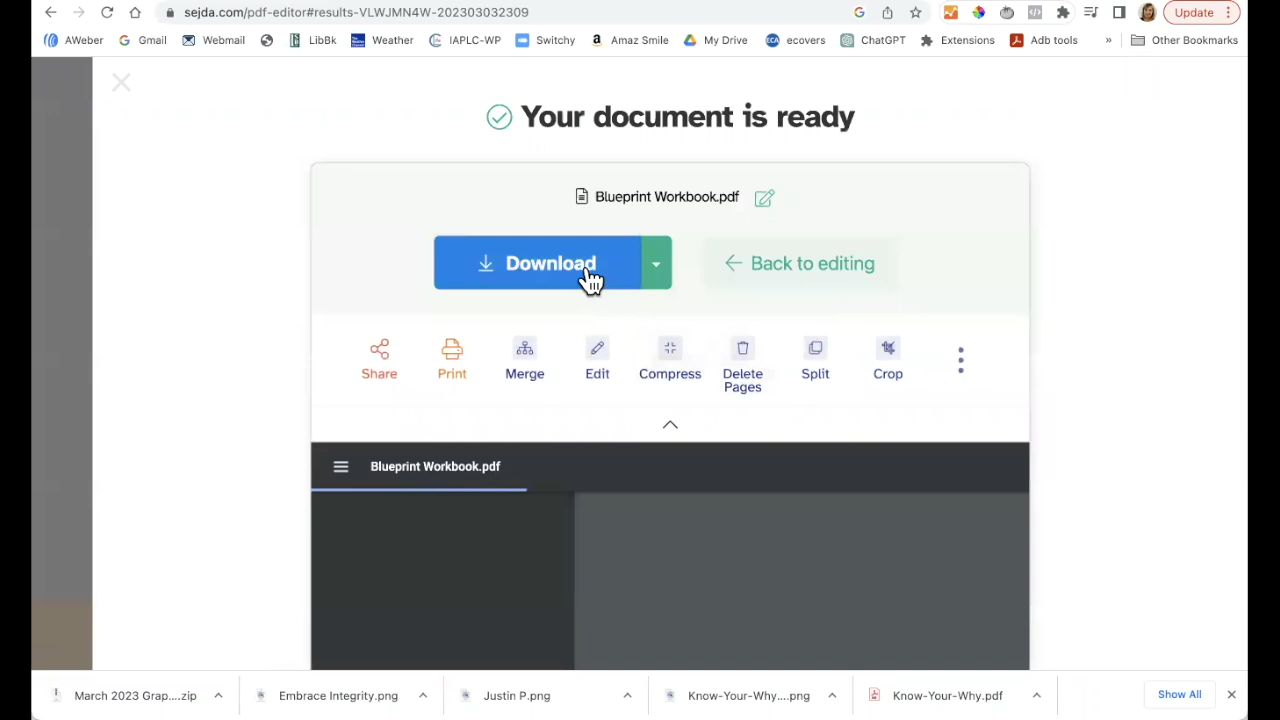 sejda.com/pdf-editor#results-VLWJMN4W-202303032309
Update
AWeber
Gmail
Webmail
LibBk
Weather
IAPLC-WP
Switchy
Amaz Smile
My Drive
ecovers
ChatGPT
Extensions
Adb tools
»
Other Bookmarks
Your document is ready
Blueprint Workbook.pdf
Download
Back to editing
Share
Print
Merge
Edit
Compress
Delete
Pages
Split
Crop
Blueprint Workbook.pdf
March 2023 Grap....zip
Embrace Integrity.png
Justin P.png
Know-Your-Why....png
Know-Your-Why.pdf
Show All